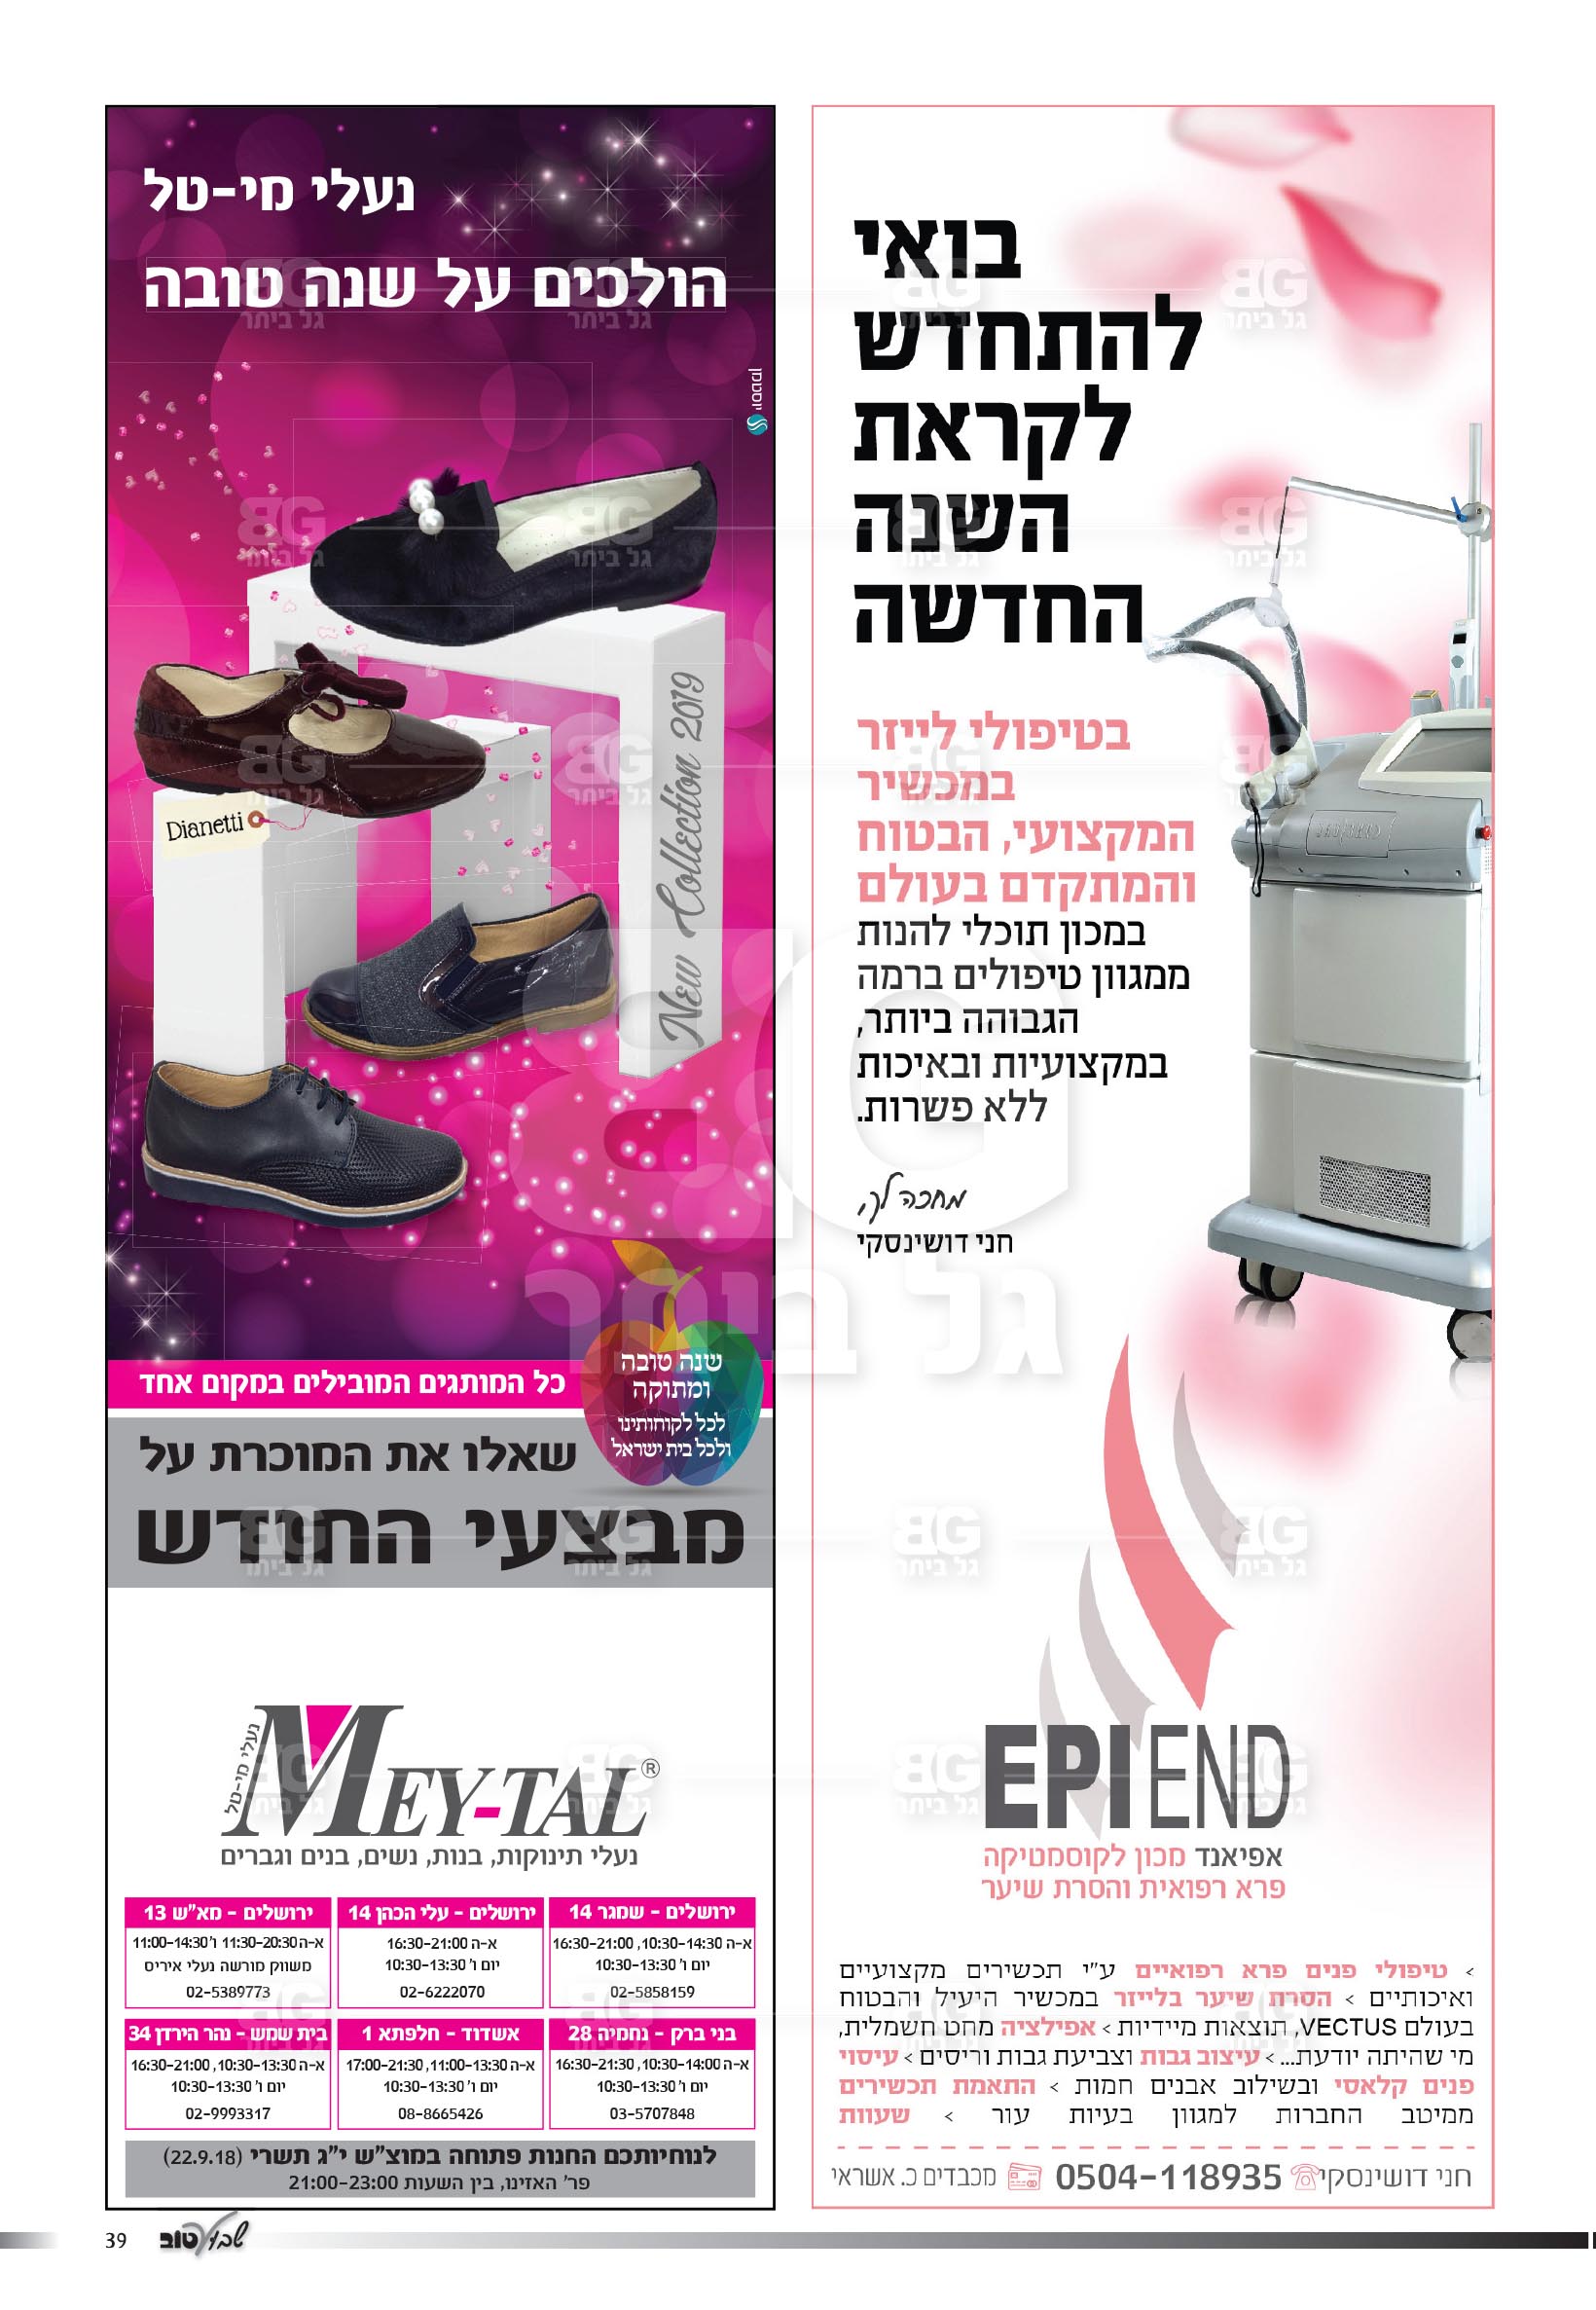 בואי
להתחדש
לקראת
השנה
החדשה
בטיפולי לייזר
במכשיר
המקצועי, הבטוח
והמתקדם בעולם
במכון תוכלי להנות
ממגוון טיפולים ברמה
הגבוהה ביותר,
במקצועיות ובאיכות
ללא פשרות.
מחכה לך,
חני דושינסקי
EPIEND
אפיאנד מכון לקוסמטיקה
פרא רפואית והסרת שיער
> טיפולי פנים פרא רפואיים ע"י תכשירים מקצועיים
ואיכותיים > הסרת שיער בלייזר במכשיר היעיל והבטוח
בעולם VECTUS, תוצאות מיידיות > אפילציה מחט חשמלית,
מי שהיתה יודעת... > עיצוב גבות וצביעת גבות וריסים > עיסוי
פנים קלאסי ובשילוב אבנים חמות > התאמת תכשירים
ממיטב החברות למגוון בעיות עור > שעוות
חני דושינסקי 0504-118935 מכבדים כ. אשראי
נעלי מי-טל
הולכים על שנה טובה
יוסטמן
Dianetti
New Collection 2019
שנה טובה
ומתוקה
לכל לקוחותינו
ולכל בית ישראל
כל המותגים המובילים במקום אחד
שאלו את המוכרת על
מבצעי החודש
נעלי מי-טל
MEY-TAL®
נעלי תינוקות, בנות, נשים, בנים וגברים
ירושלים - שמגר 14
א-ה 10:30-14:30, 16:30-21:00
יום ו' 10:30-13:30
02-5858159
ירושלים - עלי הכהן 14
א-ה 16:30-21:00
יום ו' 10:30-13:30
02-6222070
ירושלים - מא"ש 13
א-ה 11:30-20:30 ו' 11:00-14:30
משווק מורשה נעלי איריס
02-5389773
בני ברק - נחמיה 28
א-ה 10:30-14:00, 16:30-21:30
יום ו' 10:30-13:30
03-5707848
אשדוד - חלפתא 1
א-ה 11:00-13:30, 17:00-21:30
יום ו' 10:30-13:30
08-8665426
בית שמש - נהר הירדן 34
א-ה 10:30-13:30, 16:30-21:00
יום ו' 10:30-13:30
02-9993317
לנוחיותכם החנות פתוחה במוצ"ש י"ג תשרי (22.9.18)
פר' האזינו, בין השעות 21:00-23:00
39 שבוע טוב
BG
גל ביתר